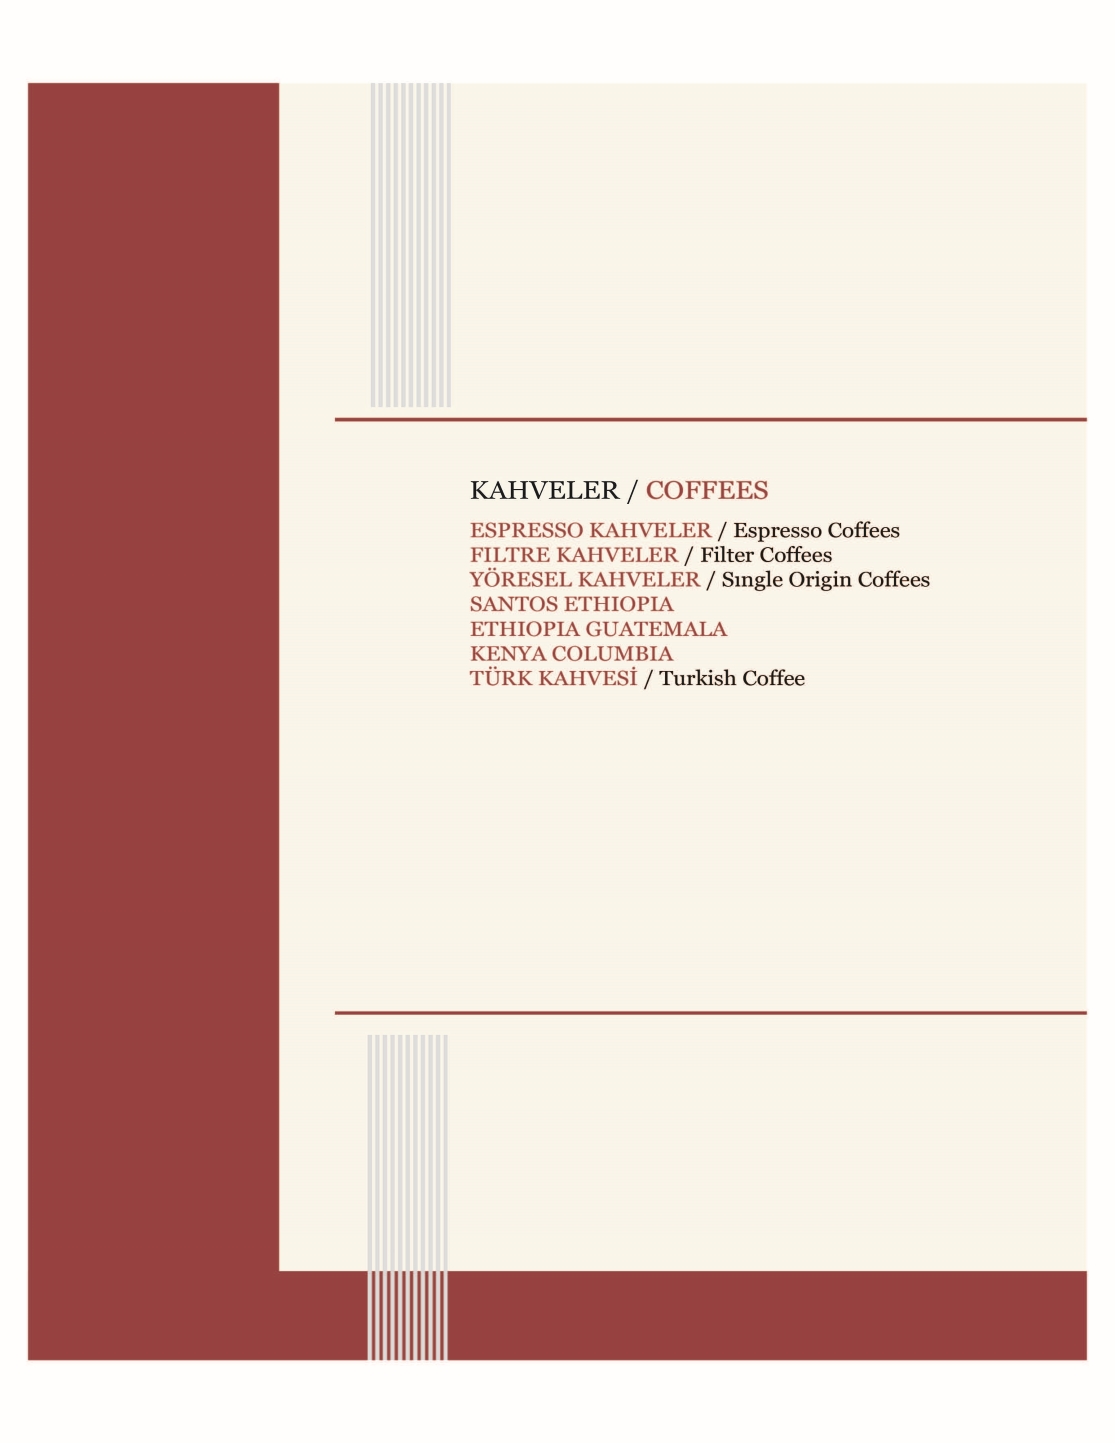 KAHVELER / COFFEES
ESPRESSO KAHVELER / Espresso Coffees
FILTRE KAHVELER / Filter Coffees
YÖRESEL KAHVELER / Sıngle Origin Coffees
SANTOS ETHIOPIA
ETHIOPIA GUATEMALA
KENYA COLUMBIA
TÜRK KAHVESİ / Turkish Coffee